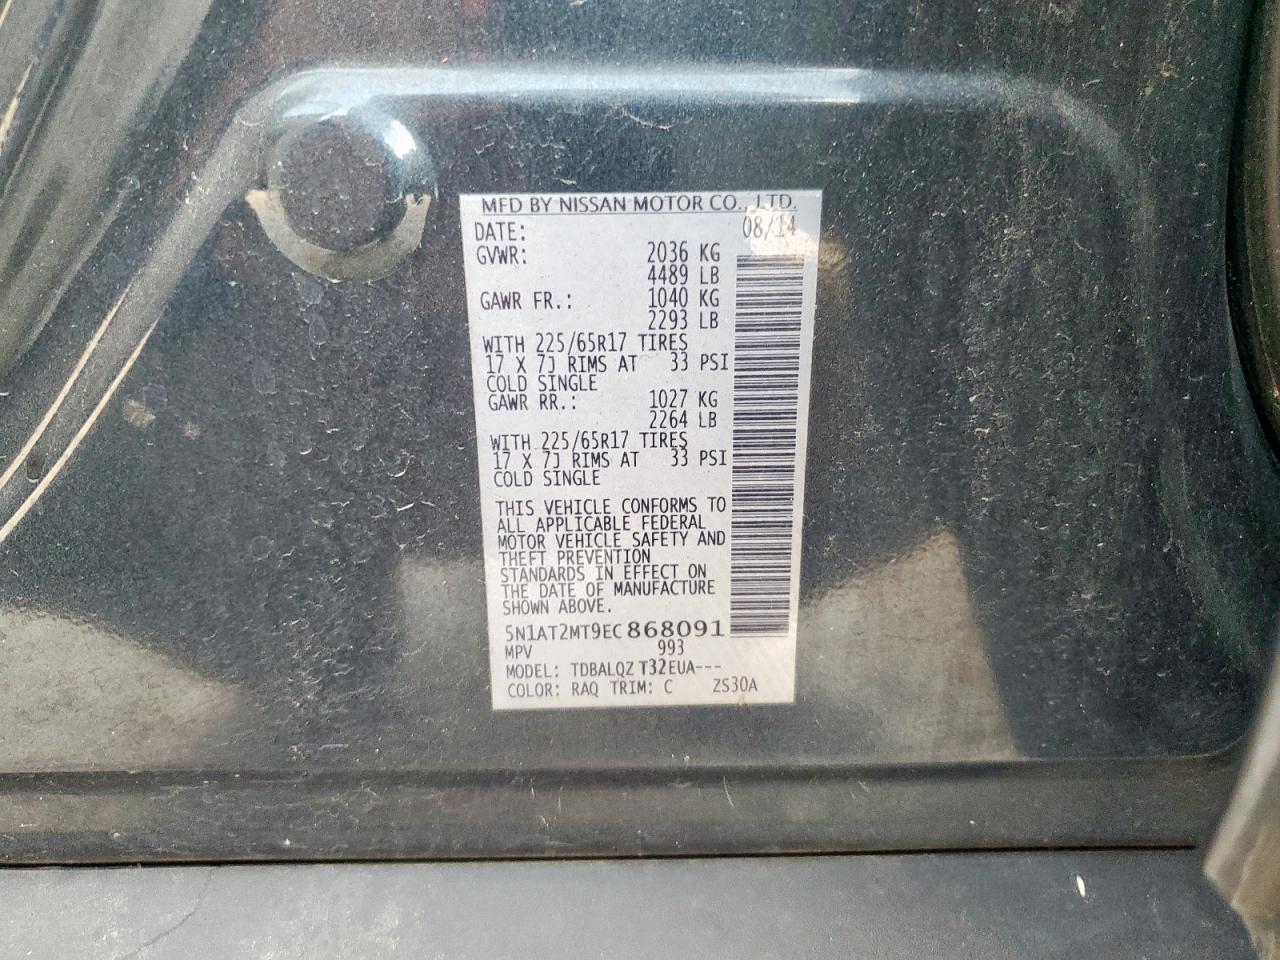 MFD BY NISSAN MOTOR CO., LTD.
DATE: 08/14
GVWR: 2036 KG
4489 LB
GAWR FR.: 1040 KG
2293 LB
WITH 225/65R17 TIRES
17 X 7J RIMS AT 33 PSI
COLD SINGLE
GAWR RR.: 1027 KG
2264 LB
WITH 225/65R17 TIRES
17 X 7J RIMS AT 33 PSI
COLD SINGLE
THIS VEHICLE CONFORMS TO
ALL APPLICABLE FEDERAL
MOTOR VEHICLE SAFETY AND
THEFT PREVENTION
STANDARDS IN EFFECT ON
THE DATE OF MANUFACTURE
SHOWN ABOVE.
5N1AT2MT9EC868091
MPV 993
MODEL: TDBALQZ T32EUA---
COLOR: RAQ TRIM: C ZS30A